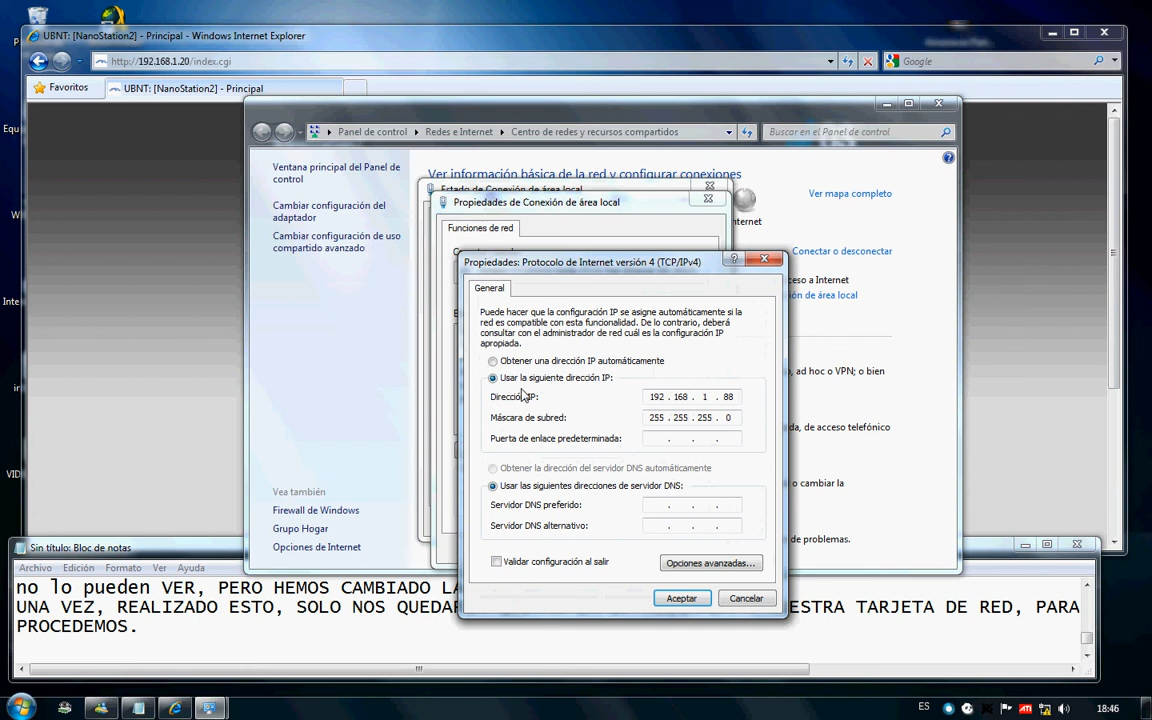 UBNT: [NanoStation2] - Principal - Windows Internet Explorer
http://192.168.1.20/index.cgi
Google
Favoritos
UBNT: [NanoStation2] - Principal
Panel de control
Redes e Internet
Centro de redes y recursos compartidos
Buscar en el Panel de control
Ventana principal del Panel de
control
Cambiar configuración del
adaptador
Cambiar configuración de uso
compartido avanzado
Vea también
Firewall de Windows
Grupo Hogar
Opciones de Internet
Ver información básica de la red y configurar conexiones
Ver mapa completo
Conectar o desconectar
ceso a Internet
ón de área local
, ad hoc o VPN; o bien
da, de acceso telefónico
o cambiar la
de problemas.
Estado de Conexión de área local
Propiedades de Conexión de área local
Funciones de red
Propiedades: Protocolo de Internet versión 4 (TCP/IPv4)
General
Puede hacer que la configuración IP se asigne automáticamente si la
red es compatible con esta funcionalidad. De lo contrario, deberá
consultar con el administrador de red cuál es la configuración IP
apropiada.
Obtener una dirección IP automáticamente
Usar la siguiente dirección IP:
Dirección IP: 192 . 168 . 1 . 88
Máscara de subred: 255 . 255 . 255 . 0
Puerta de enlace predeterminada: . . .
Obtener la dirección del servidor DNS automáticamente
Usar las siguientes direcciones de servidor DNS:
Servidor DNS preferido: . . .
Servidor DNS alternativo: . . .
Validar configuración al salir
Opciones avanzadas...
Aceptar
Cancelar
Sin título: Bloc de notas
Archivo Edición Formato Ver Ayuda
no lo pueden VER, PERO HEMOS CAMBIADO LA
UNA VEZ, REALIZADO ESTO, SOLO NOS QUEDAR ESTRA TARJETA DE RED, PARA
PROCEDEMOS.
ES
18:46